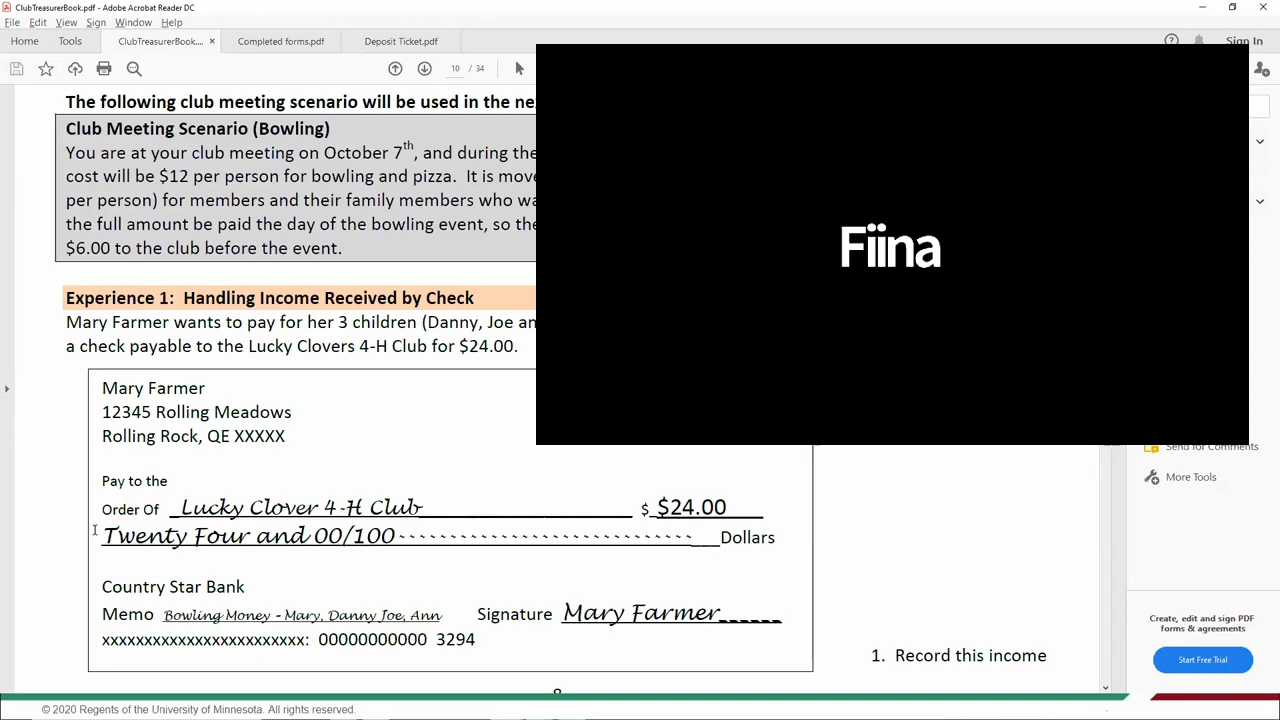 ClubTreasurerBook.pdf - Adobe Acrobat Reader DC
File Edit View Sign Window Help
Home Tools ClubTreasurerBook.... × Completed forms.pdf Deposit Ticket.pdf ? Sign In
10 / 34
The following club meeting scenario will be used in the ne
Club Meeting Scenario (Bowling)
You are at your club meeting on October 7th, and during the
cost will be $12 per person for bowling and pizza. It is move
per person) for members and their family members who wa
the full amount be paid the day of the bowling event, so the
$6.00 to the club before the event.
Fiina
Experience 1: Handling Income Received by Check
Mary Farmer wants to pay for her 3 children (Danny, Joe an
a check payable to the Lucky Clovers 4-H Club for $24.00.
Mary Farmer
12345 Rolling Meadows
Rolling Rock, QE XXXXX
Send for Comments
More Tools
Pay to the
Order Of _Lucky Clover 4-H Club $ $24.00
Twenty Four and 00/100 ~~~~~~~~~~~~~~~~~~~~~~~~~~ Dollars
Country Star Bank
Memo Bowling Money – Mary, Danny Joe, Ann Signature Mary Farmer
xxxxxxxxxxxxxxxxxxxxxxxx: 00000000000 3294
1. Record this income
8
Create, edit and sign PDF
forms & agreements
Start Free Trial
© 2020 Regents of the University of Minnesota. All rights reserved.